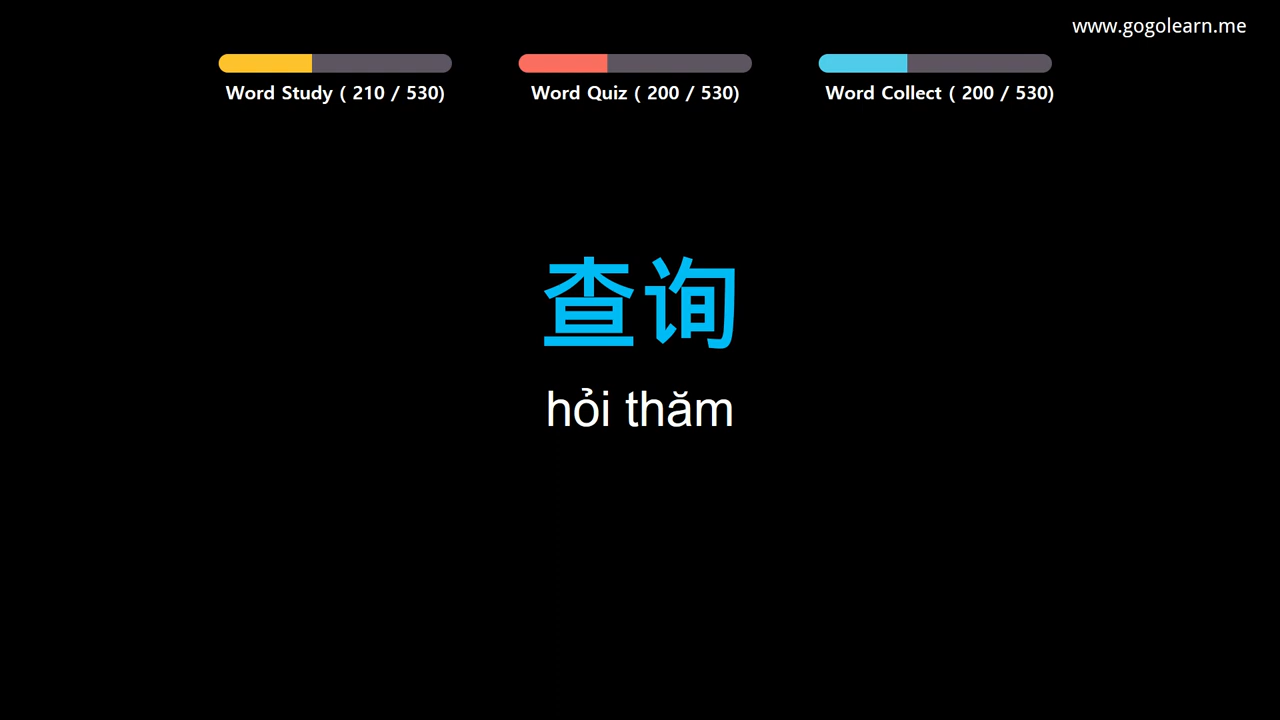 www.gogolearn.me
Word Study ( 210 / 530)
Word Quiz ( 200 / 530)
Word Collect ( 200 / 530)
查询
hỏi thăm